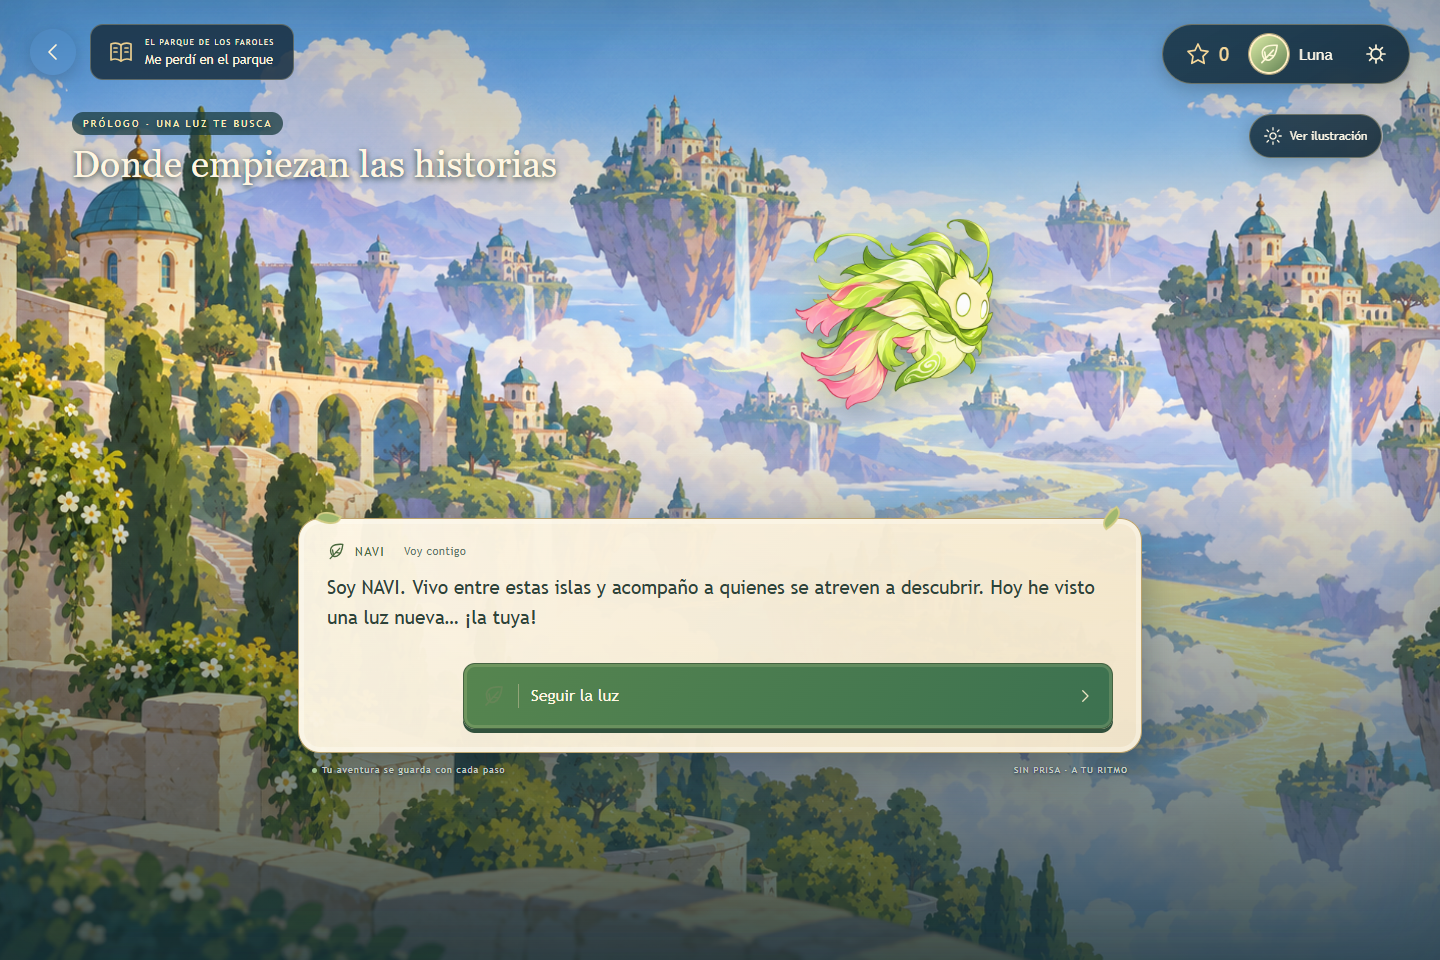 EL PARQUE DE LOS FAROLES
Me perdí en el parque
0
Luna
PRÓLOGO · UNA LUZ TE BUSCA
Ver ilustración
Donde empiezan las historias
NAVI Voy contigo
Soy NAVI. Vivo entre estas islas y acompaño a quienes se atreven a descubrir. Hoy he visto
una luz nueva… ¡la tuya!
Seguir la luz
Tu aventura se guarda con cada paso
SIN PRISA · A TU RITMO